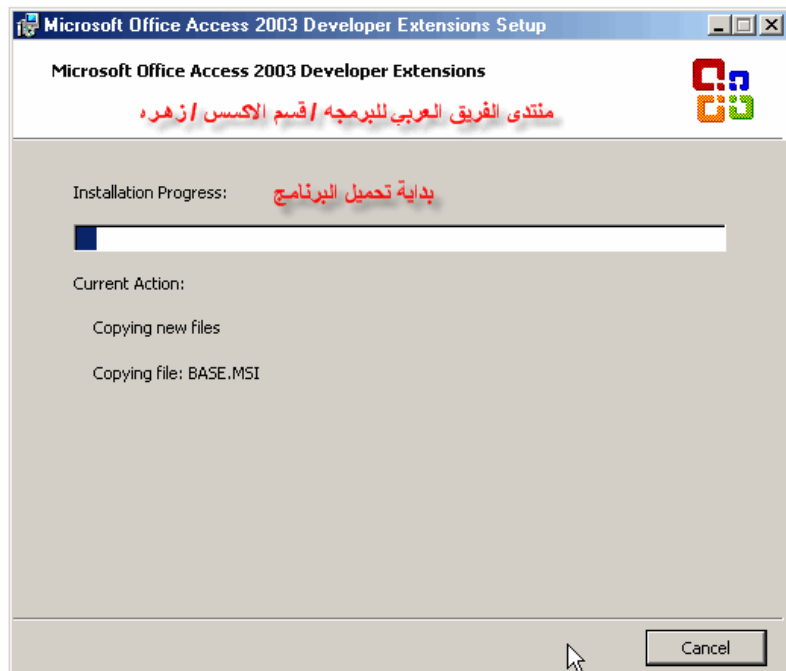 Microsoft Office Access 2003 Developer Extensions Setup
Microsoft Office Access 2003 Developer Extensions
منتدى الفريق العربي للبرمجه / قسم الاكسس / زهره
Installation Progress:
بداية تحميل البرنامج
Current Action:
Copying new files
Copying file: BASE.MSI
Cancel